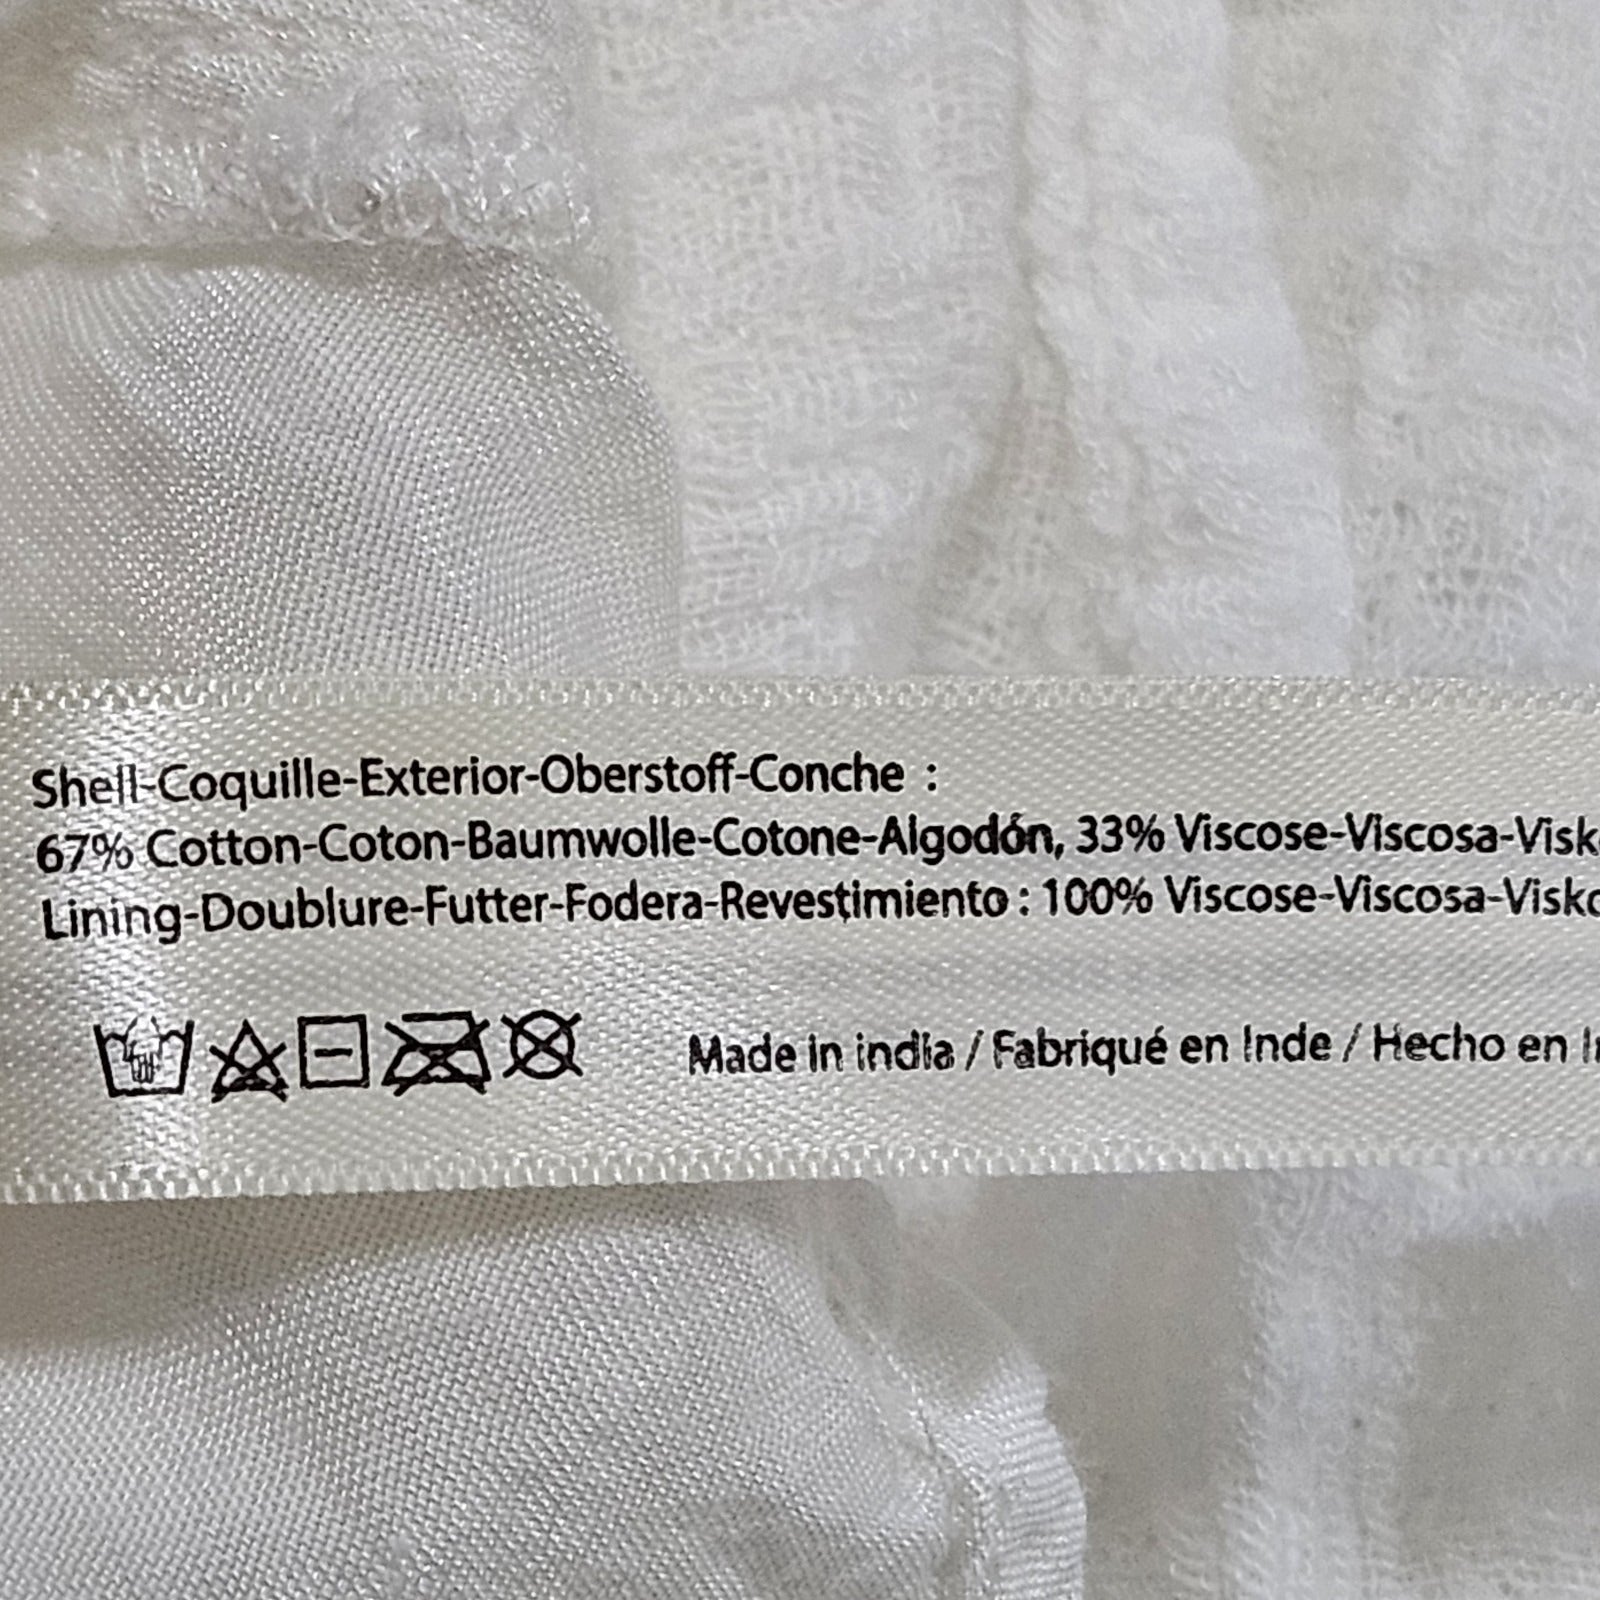 Shell-Coquille-Exterior-Oberstoff-Conche :
67% Cotton-Coton-Baumwolle-Cotone-Algodón, 33% Viscose-Viscosa-Visk
Lining-Doublure-Futter-Fodera-Revestimiento : 100% Viscose-Viscosa-Visko
Made in india / Fabriqué en Inde / Hecho en